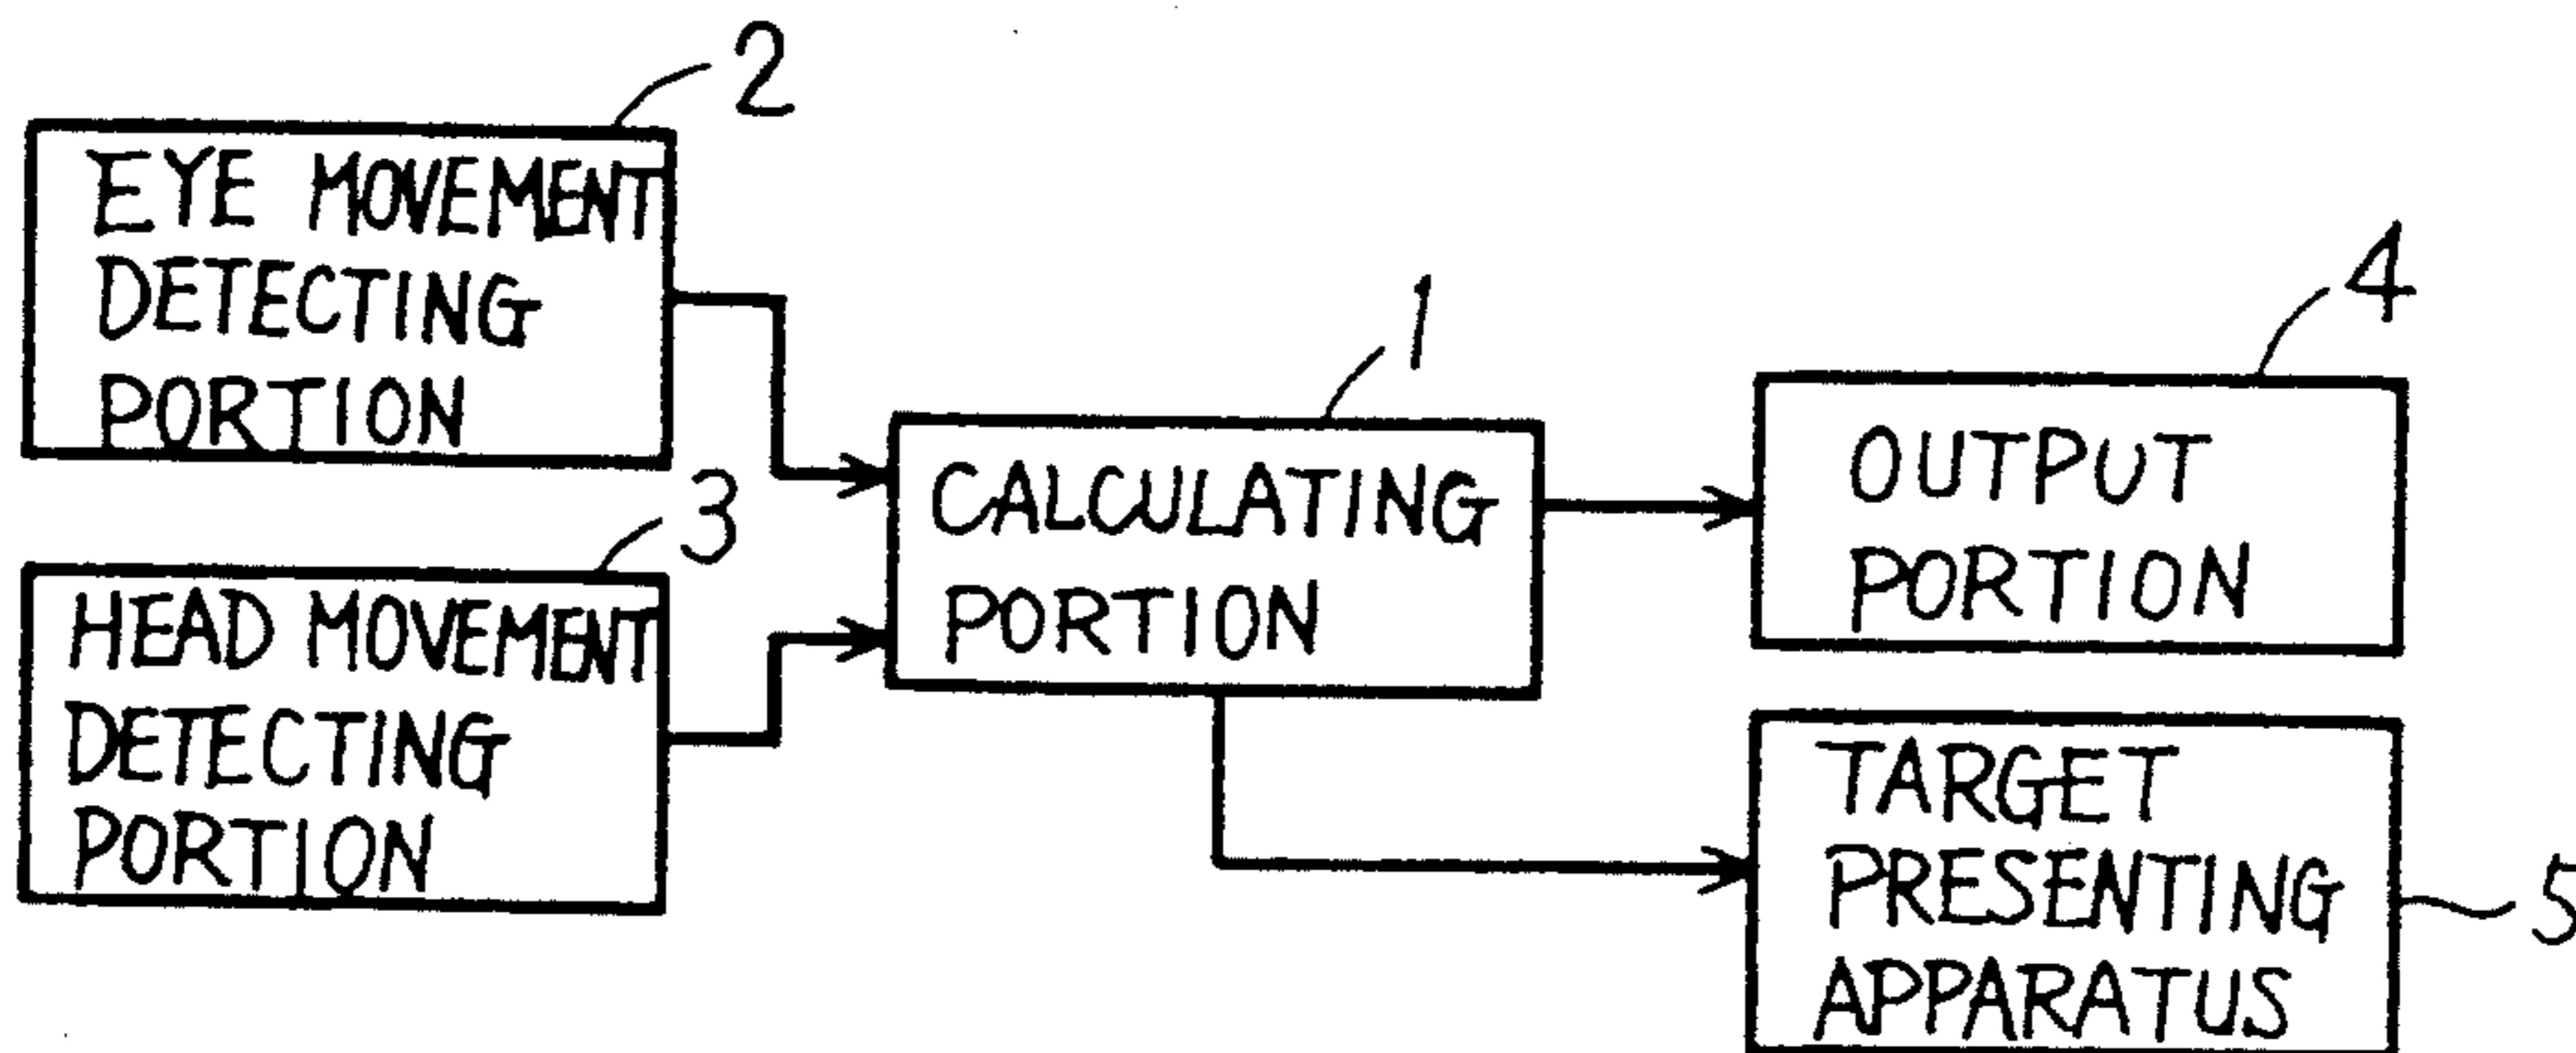 2
EYE MOVEMENT
DETECTING
PORTION
3
HEAD MOVEMENT
DETECTING
PORTION
1
CALCULATING
PORTION
4
OUTPUT
PORTION
TARGET
PRESENTING
APPARATUS
5